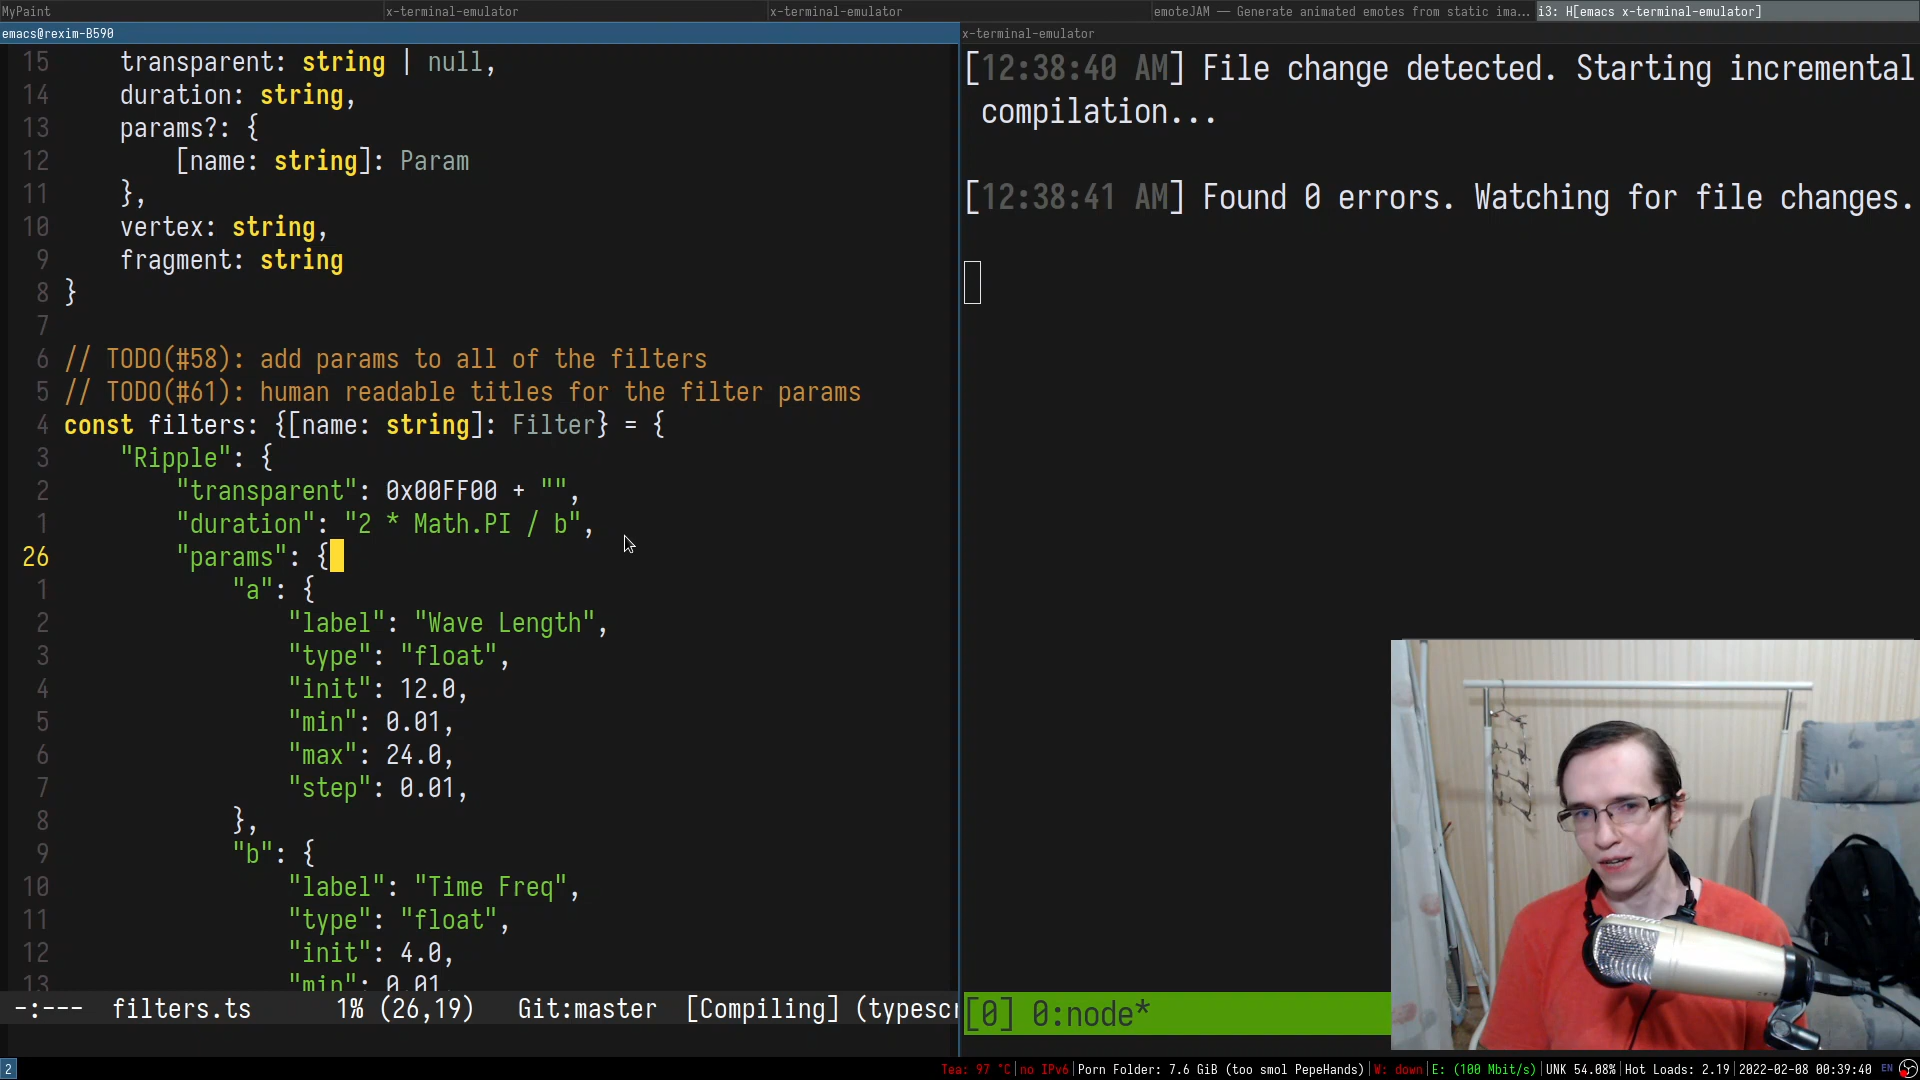 MyPaint
x-terminal-emulator
x-terminal-emulator
emoteJAM — Generate animated emotes from static ima...
i3: H[emacs x-terminal-emulator]
emacs@rexim-B590
15 transparent: string | null,
14 duration: string,
13 params?: {
12 [name: string]: Param
11 },
10 vertex: string,
9 fragment: string
8 }
7
6 // TODO(#58): add params to all of the filters
5 // TODO(#61): human readable titles for the filter params
4 const filters: {[name: string]: Filter} = {
3 "Ripple": {
2 "transparent": 0x00FF00 + "",
1 "duration": "2 * Math.PI / b",
26 "params": {
1 "a": {
2 "label": "Wave Length",
3 "type": "float",
4 "init": 12.0,
5 "min": 0.01,
6 "max": 24.0,
7 "step": 0.01,
8 },
9 "b": {
10 "label": "Time Freq",
11 "type": "float",
12 "init": 4.0,
13 "min": 0.01,
-:--- filters.ts 1% (26,19) Git:master [Compiling] (typescr
x-terminal-emulator
[12:38:40 AM] File change detected. Starting incremental
compilation...
[12:38:41 AM] Found 0 errors. Watching for file changes.
[0] 0:node*
2
Tea: 97 °C|no IPv6|Porn Folder: 7.6 GiB (too smol PepeHands)|W: down|E: (100 Mbit/s)|UNK 54.08%|Hot Loads: 2.19|2022-02-08 00:39:40 EN